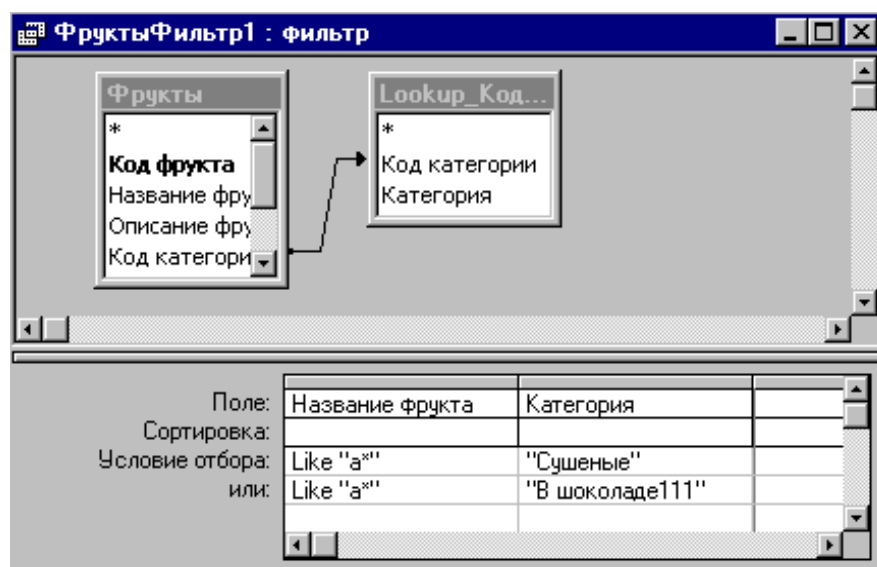 ФруктыФильтр1 : фильтр
Фрукты
*
Код фрукта
Название фру
Описание фру
Код категори
Lookup_Код...
*
Код категории
Категория
Поле: Название фрукта Категория
Сортировка:
Условие отбора: Like "а*" "Сушеные"
или: Like "а*" "В шоколаде111"